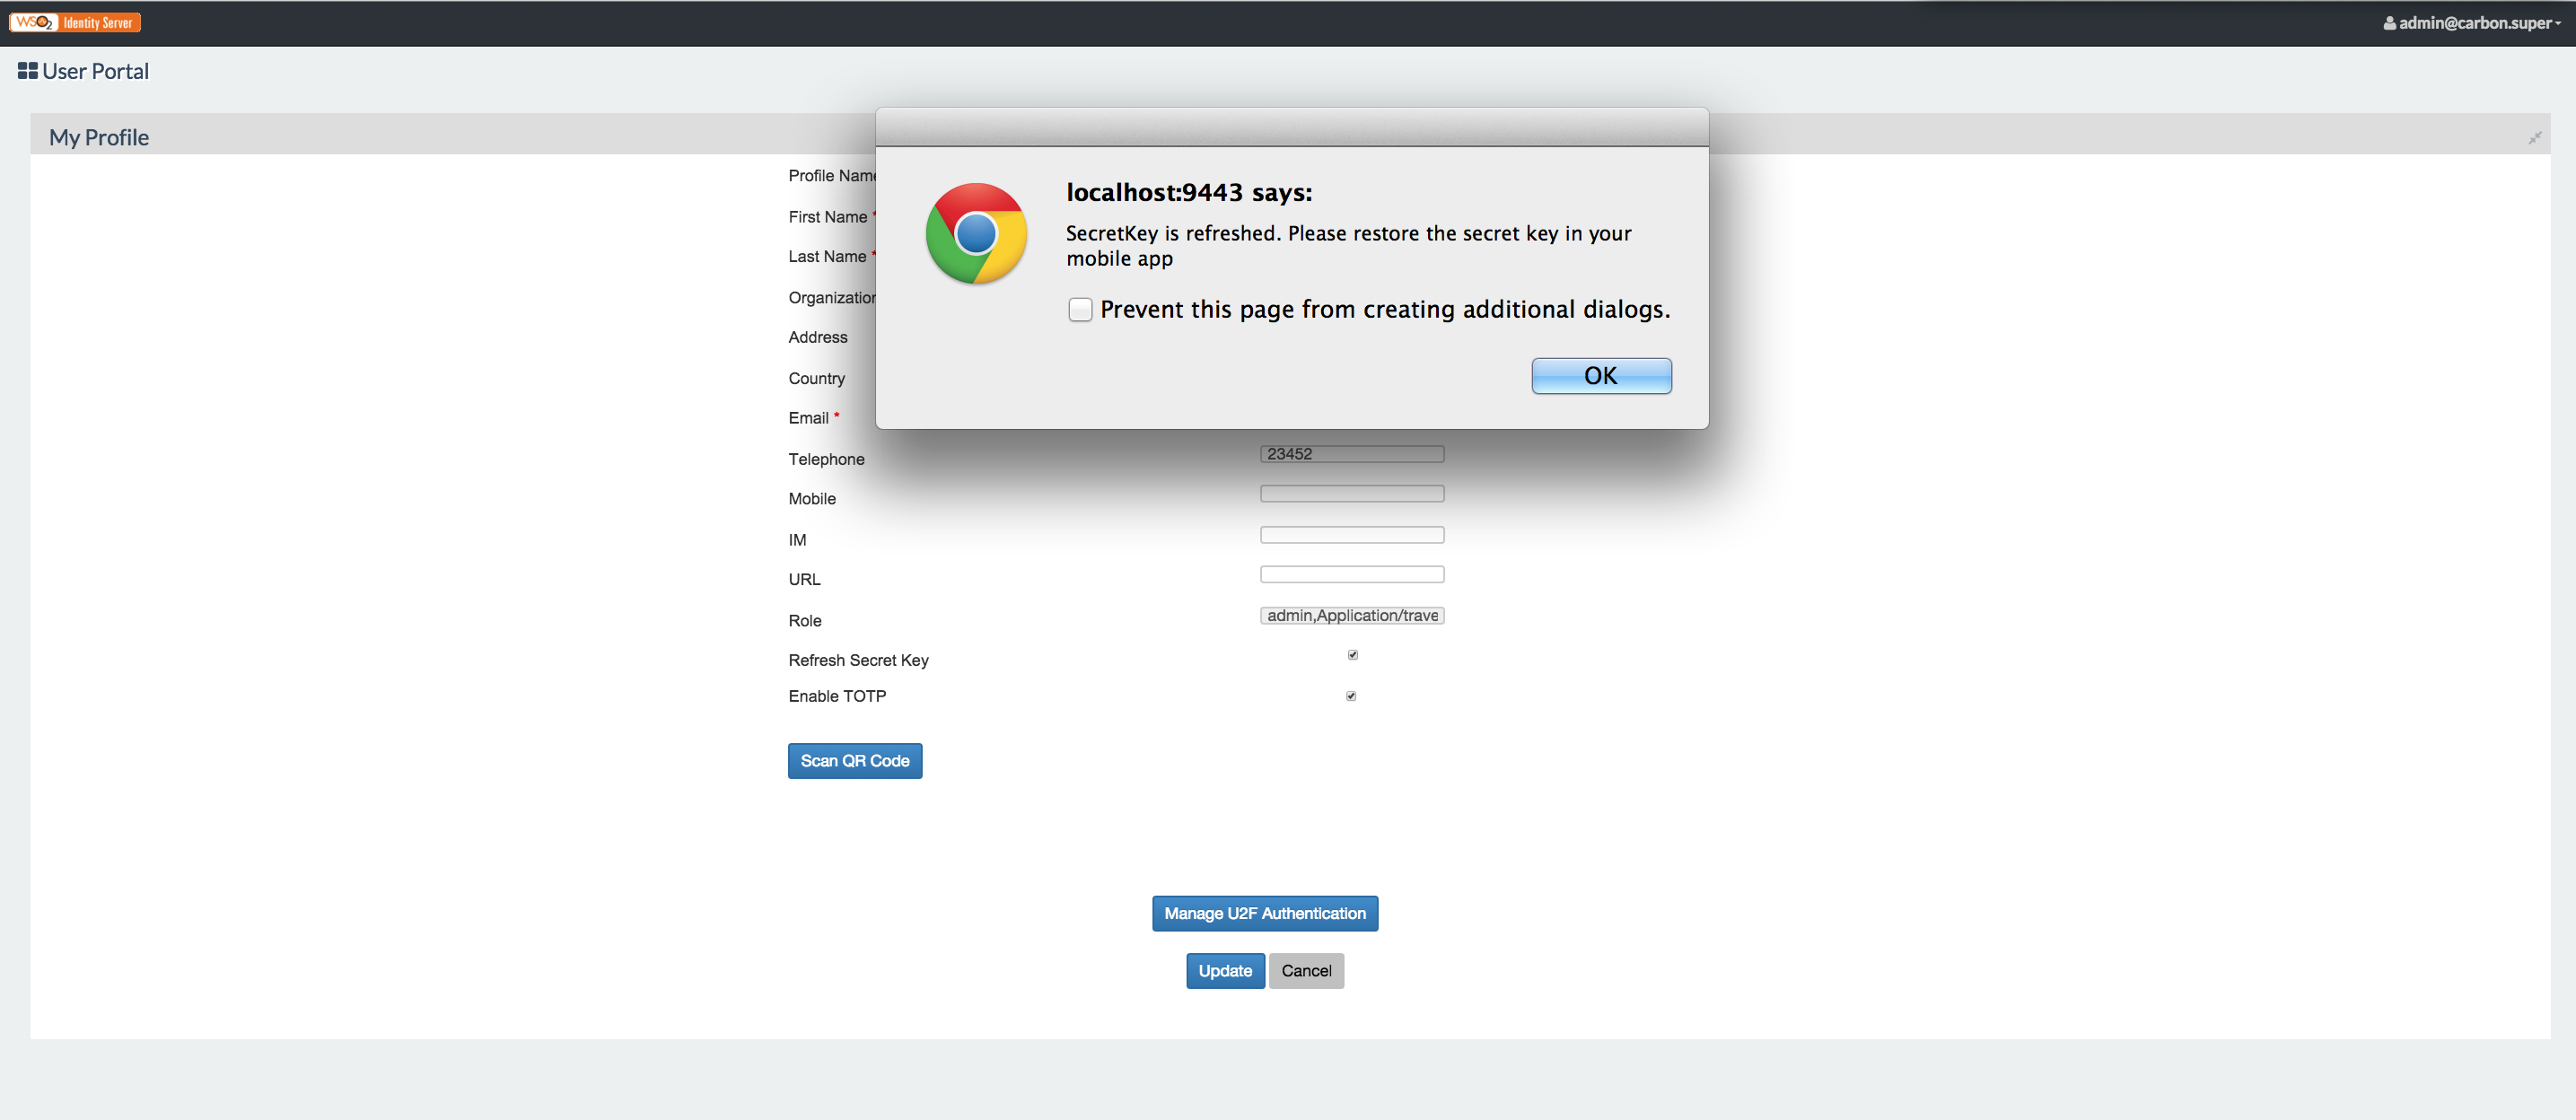 WSO2 Identity Server
admin@carbon.super
User Portal
My Profile
Profile Name
localhost:9443 says:
First Name *
SecretKey is refreshed. Please restore the secret key in your
mobile app
Last Name *
Organization
Prevent this page from creating additional dialogs.
Address
Country
OK
Email *
Telephone 23452
Mobile
IM
URL
Role admin,Application/trave
Refresh Secret Key
Enable TOTP
Scan QR Code
Manage U2F Authentication
Update Cancel